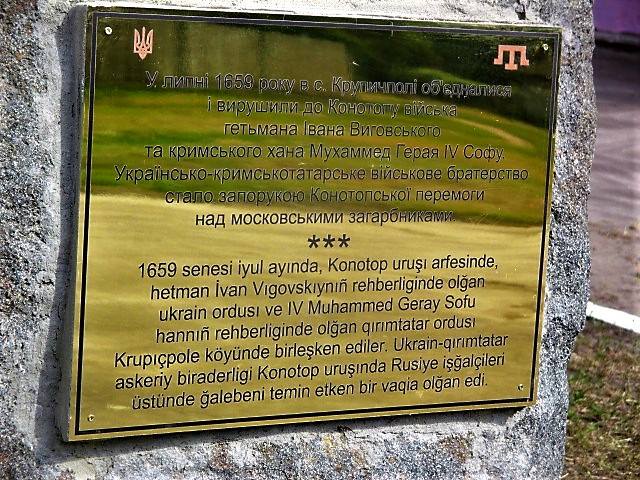 У липні 1659 року в с. Крупичполі об'єдналися
і вирушили до Конотопу війська
гетьмана Івана Виговського
та кримського хана Мухаммед Герая IV Софу.
Українсько-кримськотатарське військове братерство
стало запорукою Конотопської перемоги
над московськими загарбниками.
***
1659 senesi iyul ayında, Konotop uruşı arfesinde,
hetman İvan Vıgovskıynıñ rehberliginde olğan
ukrain ordusı ve IV Muhammed Geray Sofu
hannıñ rehberliginde olğan qırımtatar ordusı
Krupıçpole köyünde birleşken ediler. Ukrain-qırımtatar
askeriy biraderligi Konotop uruşında Rusiye işğalçileri
üstünde ğalebeni temin etken bir vaqia olğan edi.